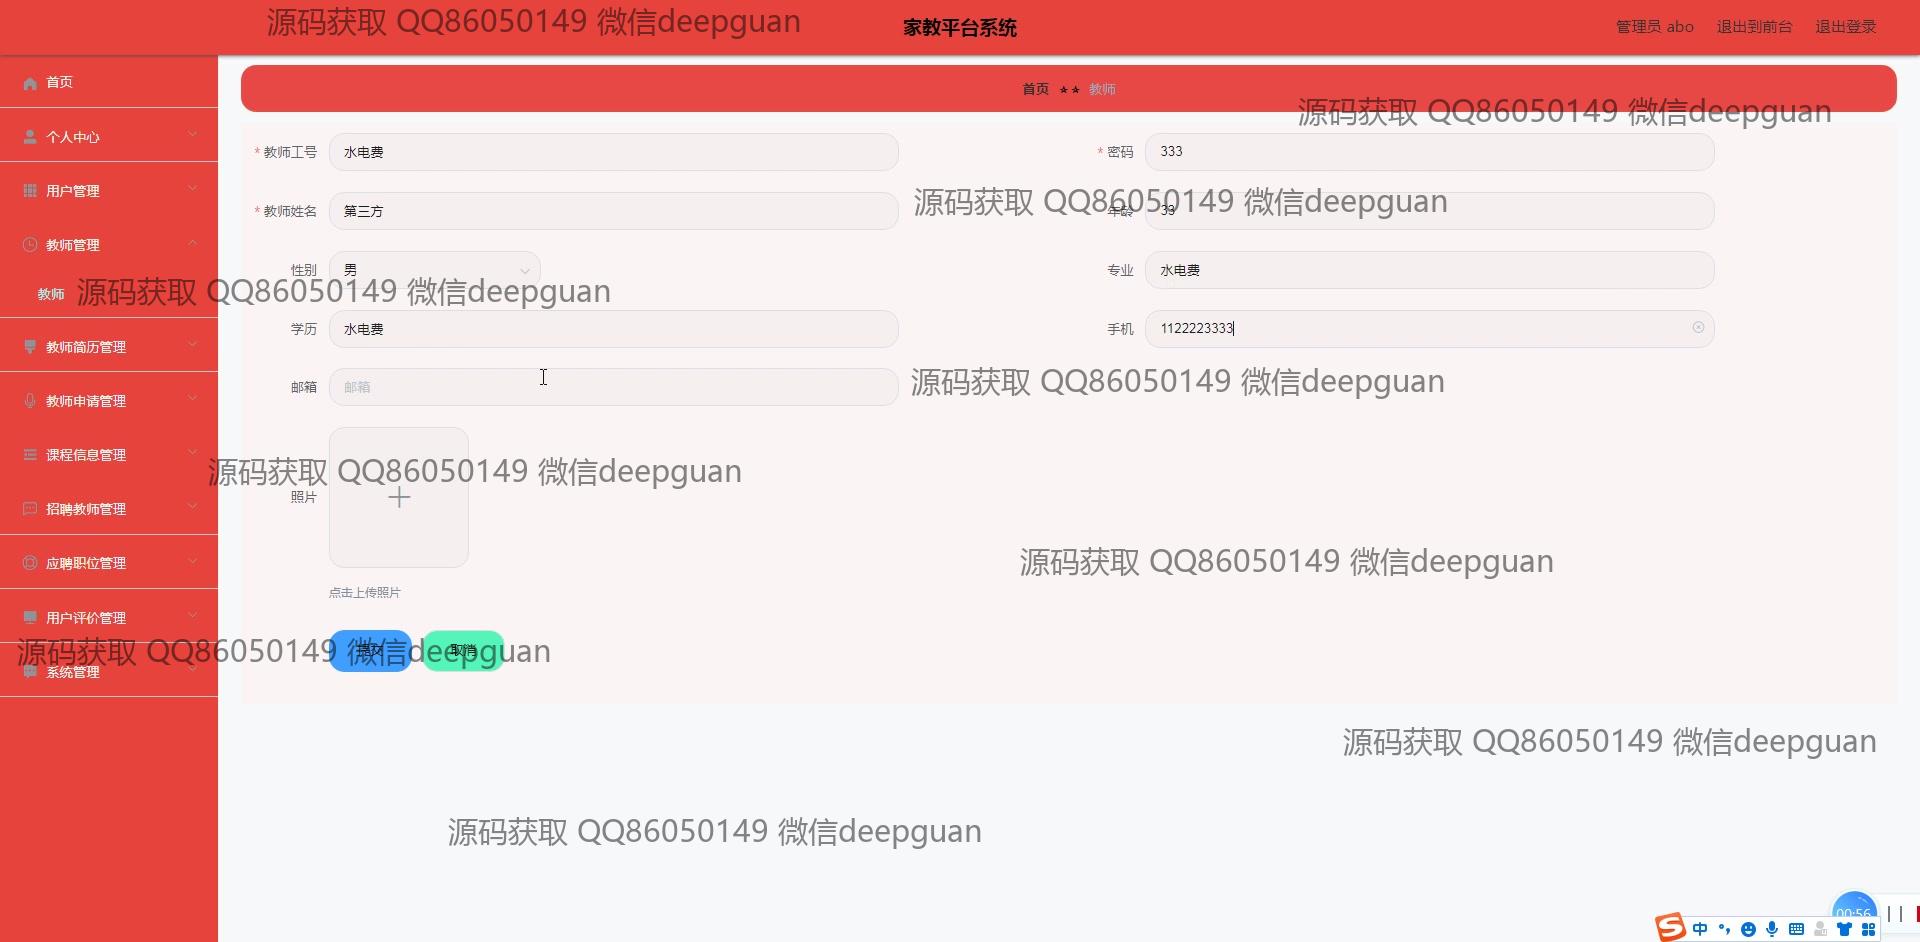 家教平台系统
管理员 abo 退出到前台 退出登录
源码获取 QQ86050149 微信deepguan
首页
个人中心
用户管理
教师管理
教师
教师简历管理
教师申请管理
课程信息管理
招聘教师管理
应聘职位管理
用户评价管理
系统管理
首页 ★★ 教师
源码获取 QQ86050149 微信deepguan
* 教师工号 水电费
* 密码 333
源码获取 QQ86050149 微信deepguan
* 教师姓名 第三方
年龄 33
性别 男
专业 水电费
源码获取 QQ86050149 微信deepguan
学历 水电费
手机 1122223333
邮箱 邮箱
源码获取 QQ86050149 微信deepguan
源码获取 QQ86050149 微信deepguan
照片
源码获取 QQ86050149 微信deepguan
点击上传照片
提交 取消
源码获取 QQ86050149 微信deepguan
源码获取 QQ86050149 微信deepguan
源码获取 QQ86050149 微信deepguan
00:56
中